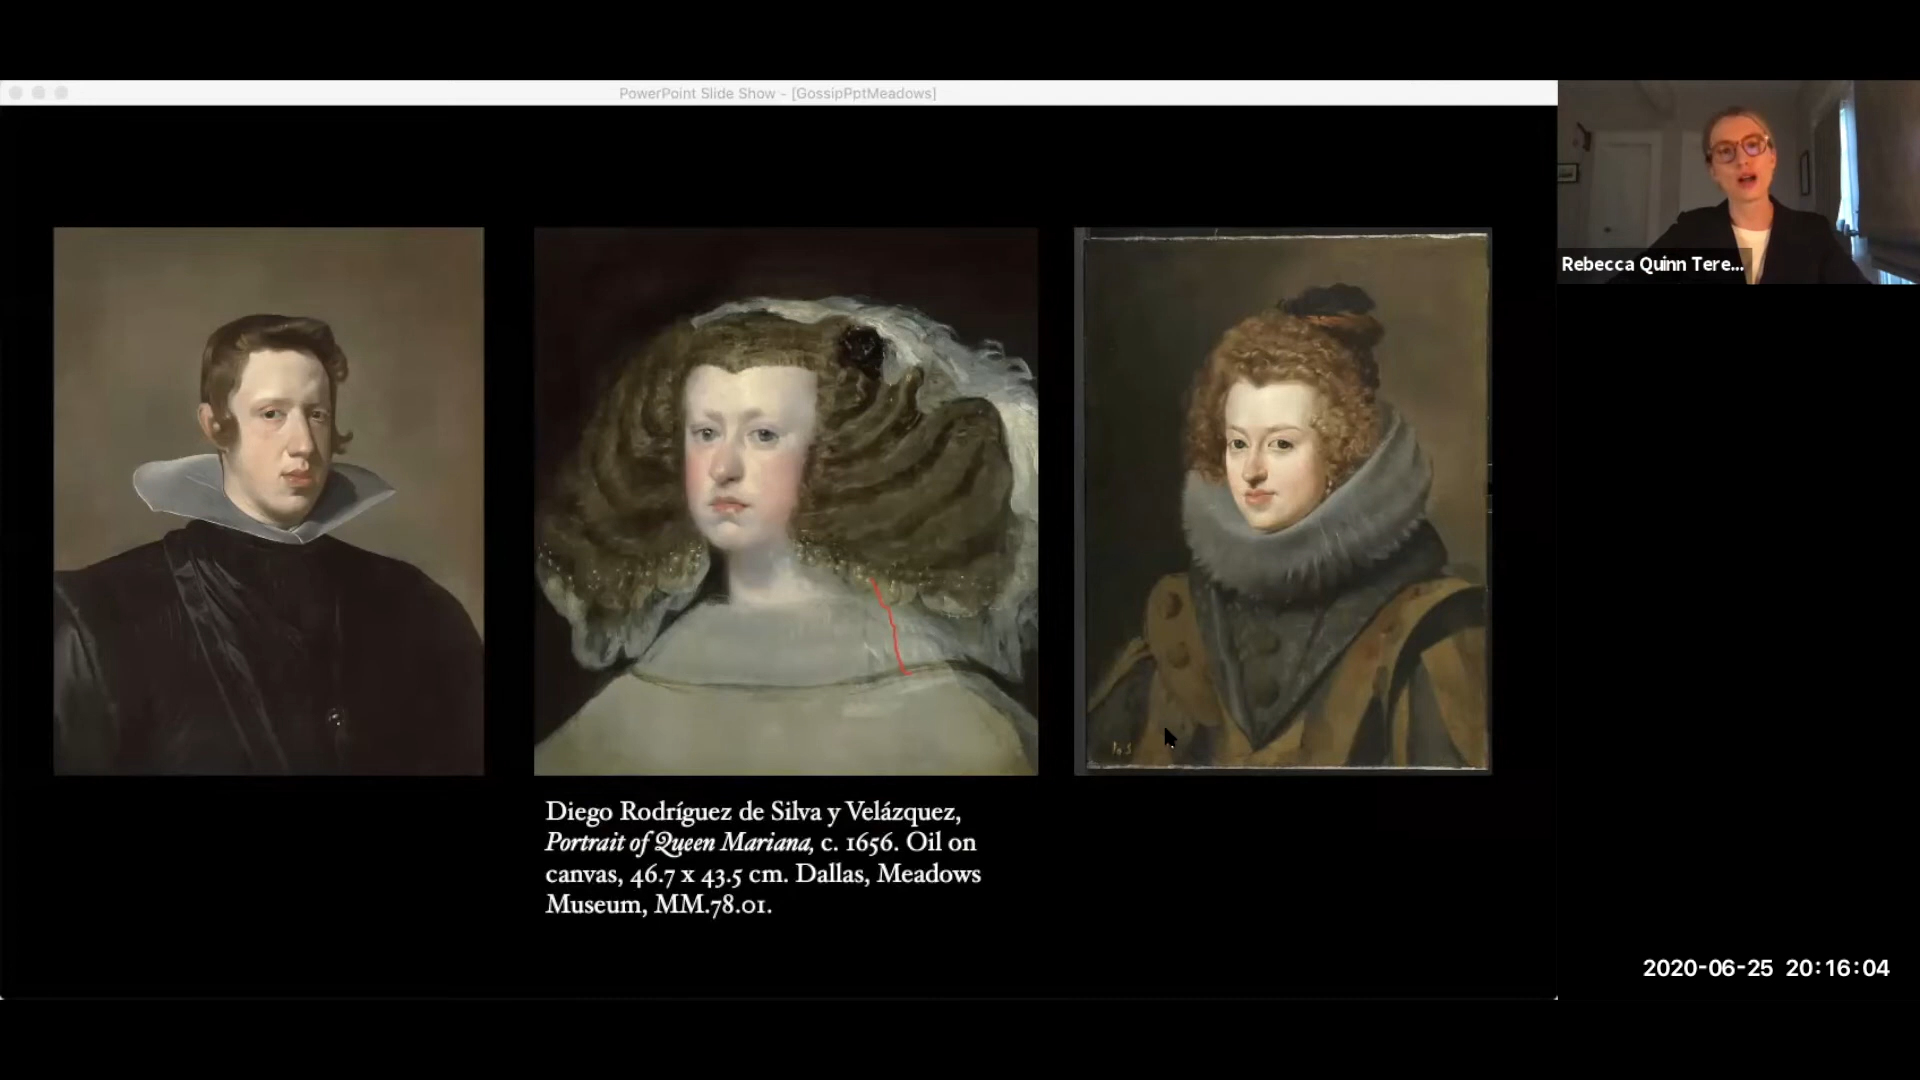 PowerPoint Slide Show - [GossipPptMeadows]
Rebecca Quinn Tere...
Diego Rodríguez de Silva y Velázquez,
Portrait of Queen Mariana, c. 1656. Oil on
canvas, 46.7 x 43.5 cm. Dallas, Meadows
Museum, MM.78.01.
2020-06-25 20:16:04